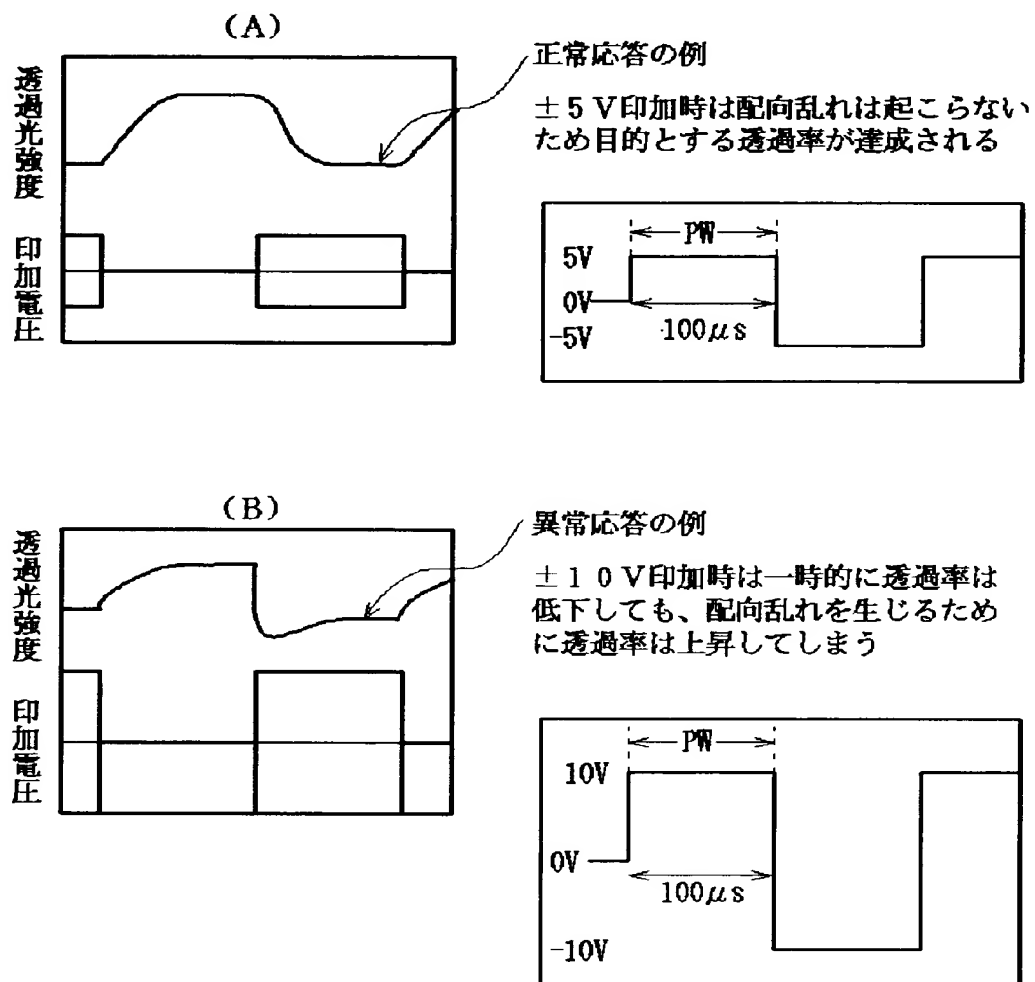 (A)
透過光強度
印加電圧
正常応答の例
±5V印加時は配向乱れは起こらない
ため目的とする透過率が達成される
PW
5V
0V
-5V
100μs
(B)
透過光強度
印加電圧
異常応答の例
±10V印加時は一時的に透過率は
低下しても、配向乱れを生じるため
に透過率は上昇してしまう
PW
10V
0V
100μs
-10V